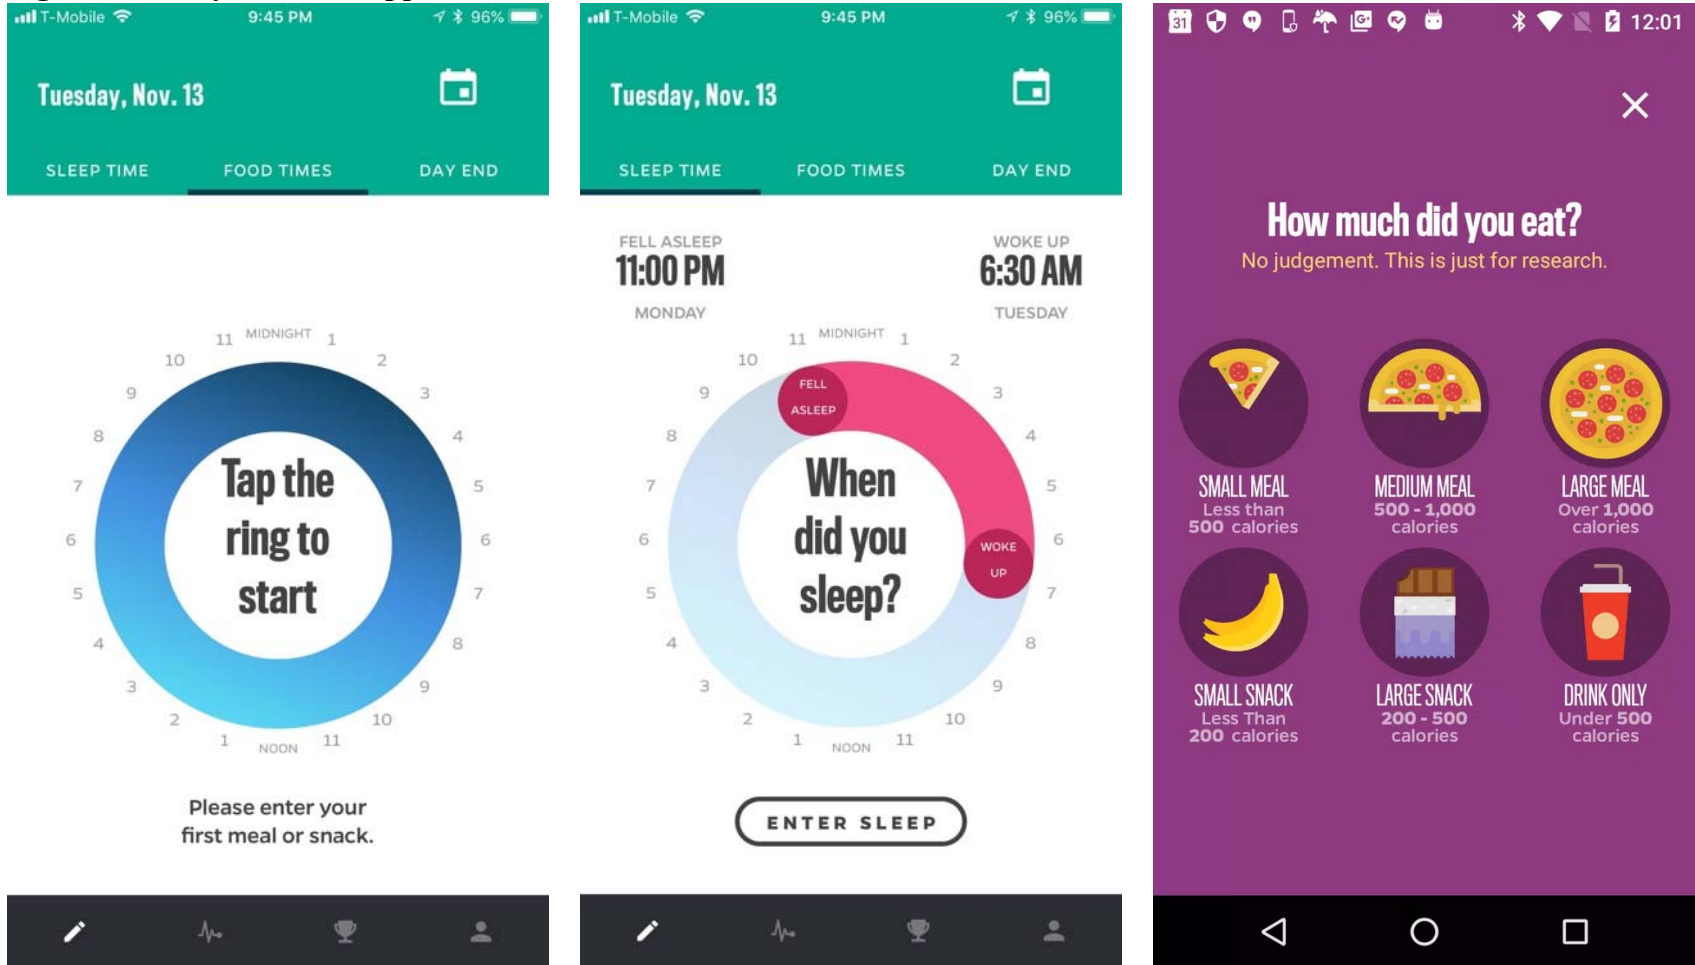 T-Mobile 9:45 PM 96%
Tuesday, Nov. 13
SLEEP TIME FOOD TIMES DAY END
MIDNIGHT
1
2
3
4
5
6
7
8
9
10
11
NOON
1
2
3
4
5
6
7
8
9
10
11
Tap the
ring to
start
Please enter your
first meal or snack.
T-Mobile 9:45 PM 96%
Tuesday, Nov. 13
SLEEP TIME FOOD TIMES DAY END
FELL ASLEEP
11:00 PM
MONDAY
WOKE UP
6:30 AM
TUESDAY
MIDNIGHT
1
2
3
4
5
6
7
8
9
10
11
NOON
1
2
3
4
5
6
7
8
9
10
11
FELL
ASLEEP
WOKE
UP
When
did you
sleep?
ENTER SLEEP
31 G+ 12:01
How much did you eat?
No judgement. This is just for research.
SMALL MEAL
Less than
500 calories
MEDIUM MEAL
500 - 1,000
calories
LARGE MEAL
Over 1,000
calories
SMALL SNACK
Less Than
200 calories
LARGE SNACK
200 - 500
calories
DRINK ONLY
Under 500
calories